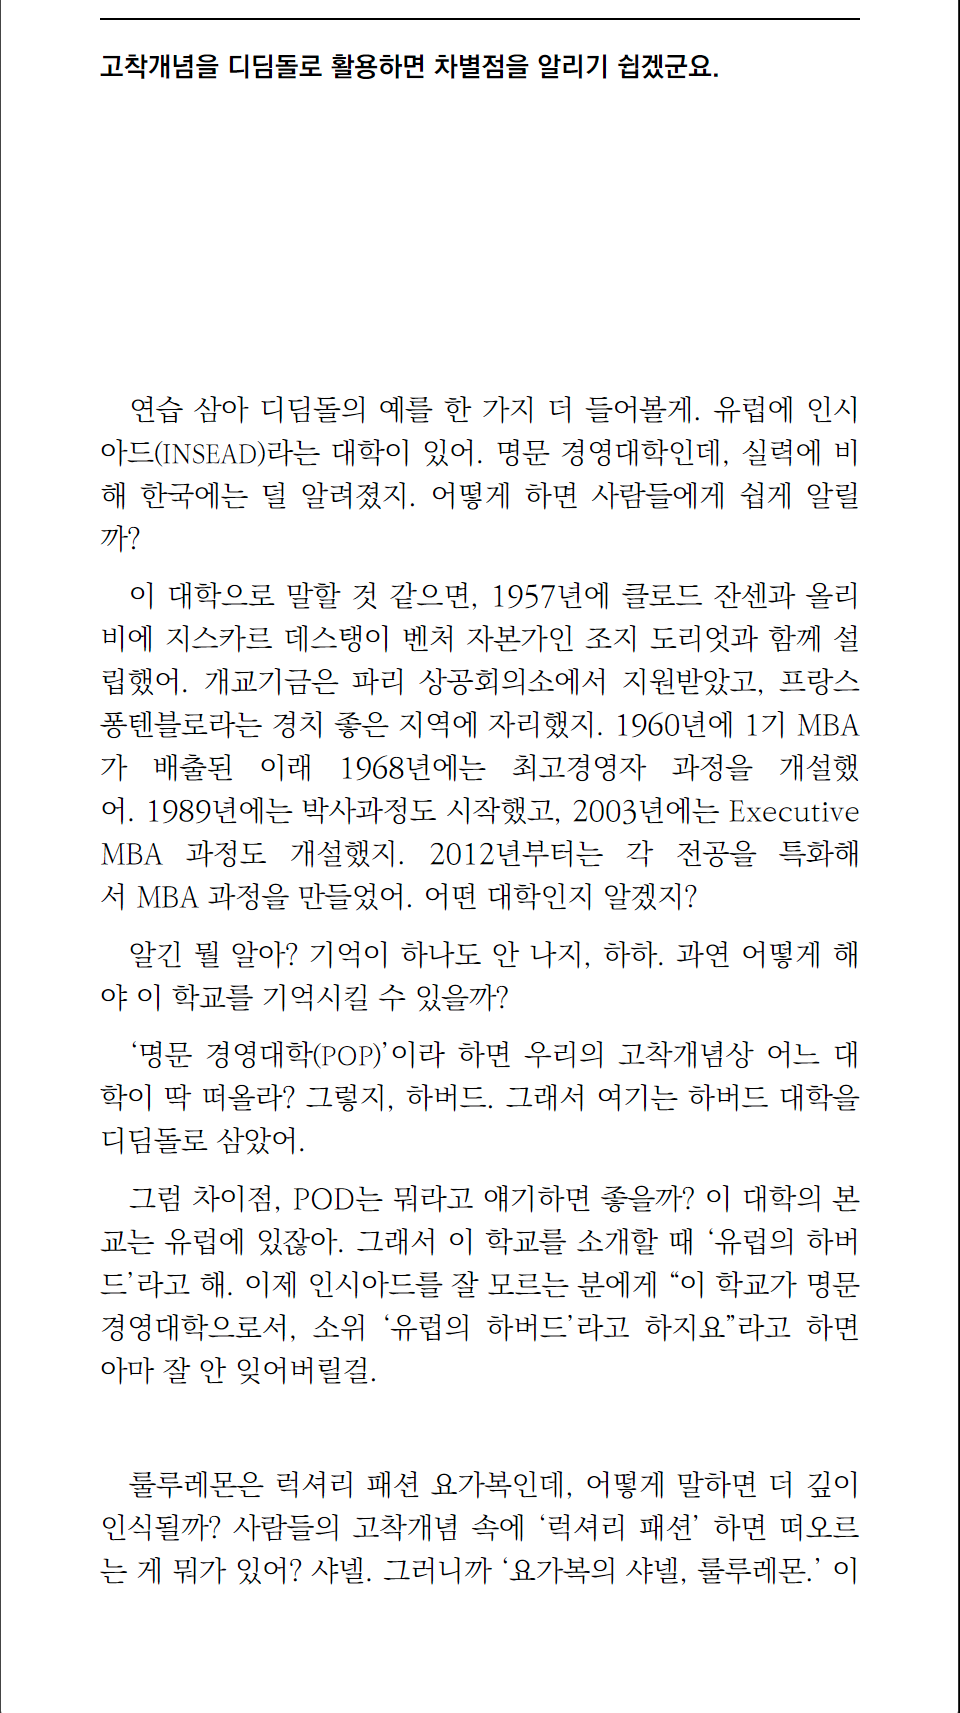 고착개념을 디딤돌로 활용하면 차별점을 알리기 쉽겠군요.
연습 삼아 디딤돌의 예를 한 가지 더 들어볼게. 유럽에 인시
아드(INSEAD)라는 대학이 있어. 명문 경영대학인데, 실력에 비
해 한국에는 덜 알려졌지. 어떻게 하면 사람들에게 쉽게 알릴
까?
이 대학으로 말할 것 같으면, 1957년에 클로드 잔센과 올리
비에 지스카르 데스탱이 벤처 자본가인 조지 도리엇과 함께 설
립했어. 개교기금은 파리 상공회의소에서 지원받았고, 프랑스
퐁텐블로라는 경치 좋은 지역에 자리했지. 1960년에 1기 MBA
가 배출된 이래 1968년에는 최고경영자 과정을 개설했
어. 1989년에는 박사과정도 시작했고, 2003년에는 Executive
MBA 과정도 개설했지. 2012년부터는 각 전공을 특화해
서 MBA 과정을 만들었어. 어떤 대학인지 알겠지?
알긴 뭘 알아? 기억이 하나도 안 나지, 하하. 과연 어떻게 해
야 이 학교를 기억시킬 수 있을까?
‘명문 경영대학(POP)’이라 하면 우리의 고착개념상 어느 대
학이 딱 떠올라? 그렇지, 하버드. 그래서 여기는 하버드 대학을
디딤돌로 삼았어.
그럼 차이점, POD는 뭐라고 얘기하면 좋을까? 이 대학의 본
교는 유럽에 있잖아. 그래서 이 학교를 소개할 때 ‘유럽의 하버
드’라고 해. 이제 인시아드를 잘 모르는 분에게 “이 학교가 명문
경영대학으로서, 소위 ‘유럽의 하버드’라고 하지요”라고 하면
아마 잘 안 잊어버릴걸.
룰루레몬은 럭셔리 패션 요가복인데, 어떻게 말하면 더 깊이
인식될까? 사람들의 고착개념 속에 ‘럭셔리 패션’ 하면 떠오르
는 게 뭐가 있어? 샤넬. 그러니까 ‘요가복의 샤넬, 룰루레몬.’ 이